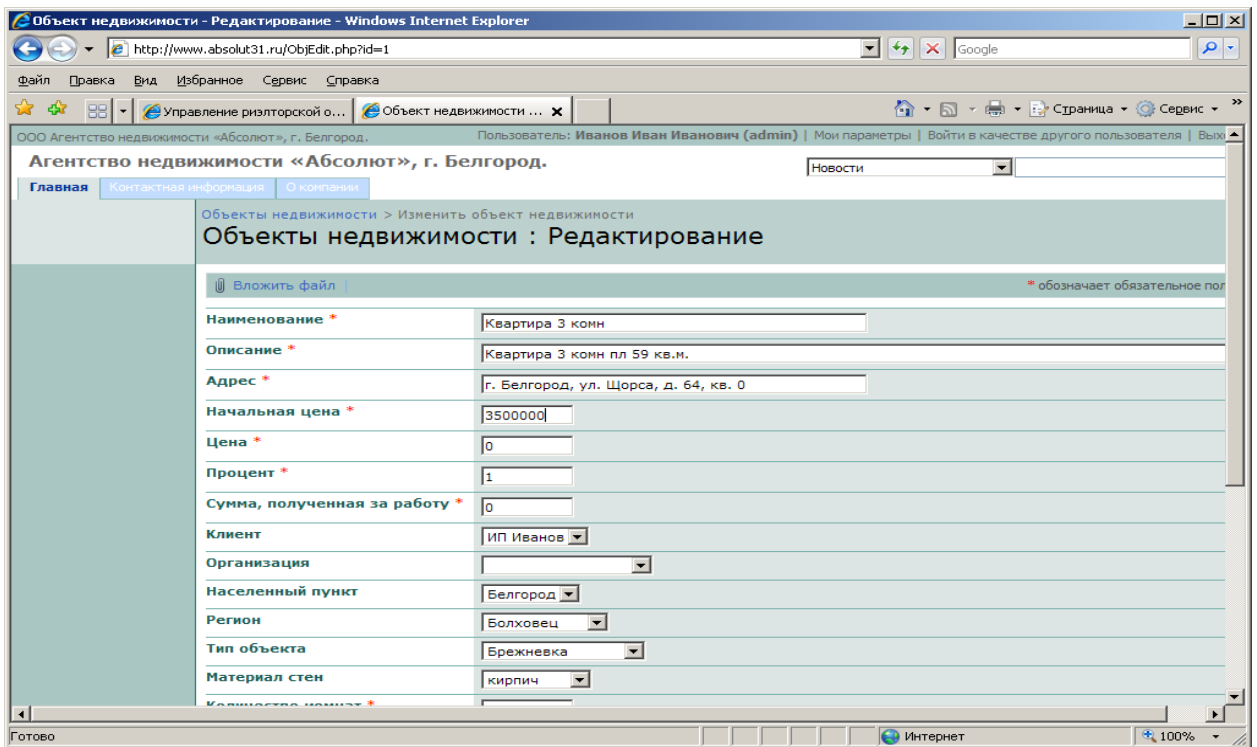 Объект недвижимости - Редактирование - Windows Internet Explorer
http://www.absolut31.ru/ObjEdit.php?id=1
Google
Файл Правка Вид Избранное Сервис Справка
Управление риэлторской о... Объект недвижимости ... Страница Сервис
ООО Агентство недвижимости «Абсолют», г. Белгород. Пользователь: Иванов Иван Иванович (admin) | Мои параметры | Войти в качестве другого пользователя |
Агентство недвижимости «Абсолют», г. Белгород.
Новости
Главная Контактная информация О компании
Объекты недвижимости > Изменить объект недвижимости
Объекты недвижимости : Редактирование
Вложить файл | * обозначает обязательное
Наименование * Квартира 3 комн
Описание * Квартира 3 комн пл 59 кв.м.
Адрес * г. Белгород, ул. Щорса, д. 64, кв. 0
Начальная цена * 3500000
Цена * 0
Процент * 1
Сумма, полученная за работу * 0
Клиент ИП Иванов
Организация
Населенный пункт Белгород
Регион Болховец
Тип объекта Брежневка
Материал стен кирпич
Количество комнат *
Готово Интернет 100%